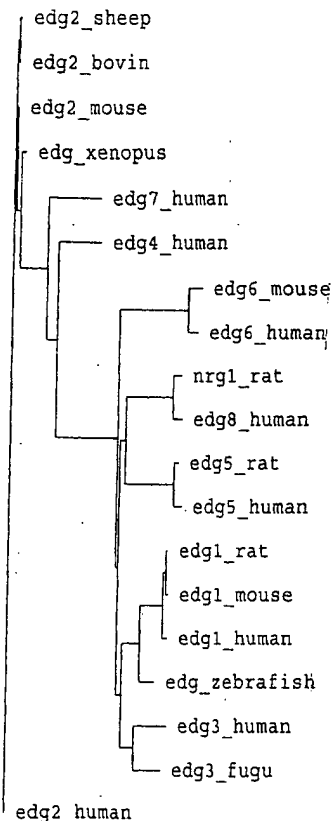 edg2_sheep
edg2_bovin
edg2_mouse
edg_xenopus
edg7_human
edg4_human
edg6_mouse
edg6_human
nrg1_rat
edg8_human
edg5_rat
edg5_human
edg1_rat
edg1_mouse
edg1_human
edg_zebrafish
edg3_human
edg3_fugu
edg2_human